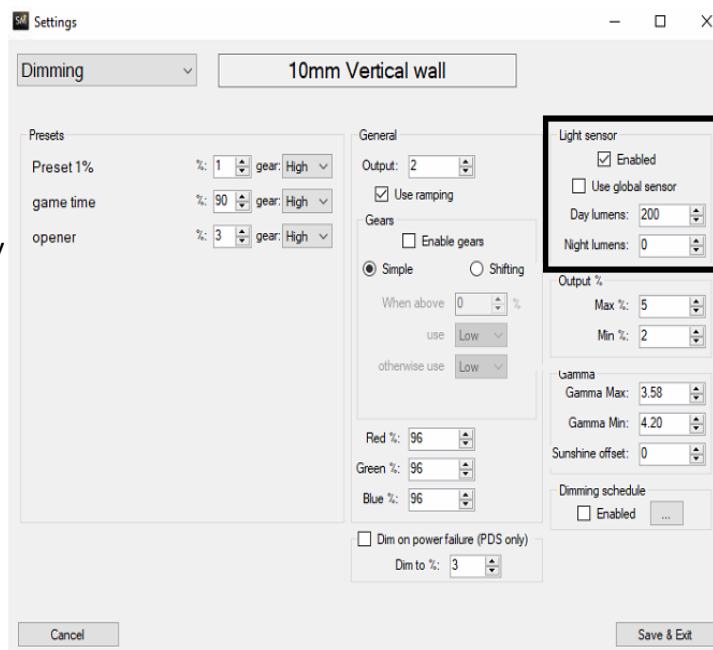 SM Settings
Dimming
10mm Vertical wall
Presets
Preset 1% %: 1 gear: High
game time %: 90 gear: High
opener %: 3 gear: High
General
Output: 2
Use ramping
Gears
Enable gears
Simple Shifting
When above 0 %
use Low
otherwise use Low
Red %: 96
Green %: 96
Blue %: 96
Dim on power failure (PDS only)
Dim to %: 3
Light sensor
Enabled
Use global sensor
Day lumens: 200
Night lumens: 0
Output %
Max %: 5
Min %: 2
Gamma
Gamma Max: 3.58
Gamma Min: 4.20
Sunshine offset: 0
Dimming schedule
Enabled ...
Cancel
Save & Exit